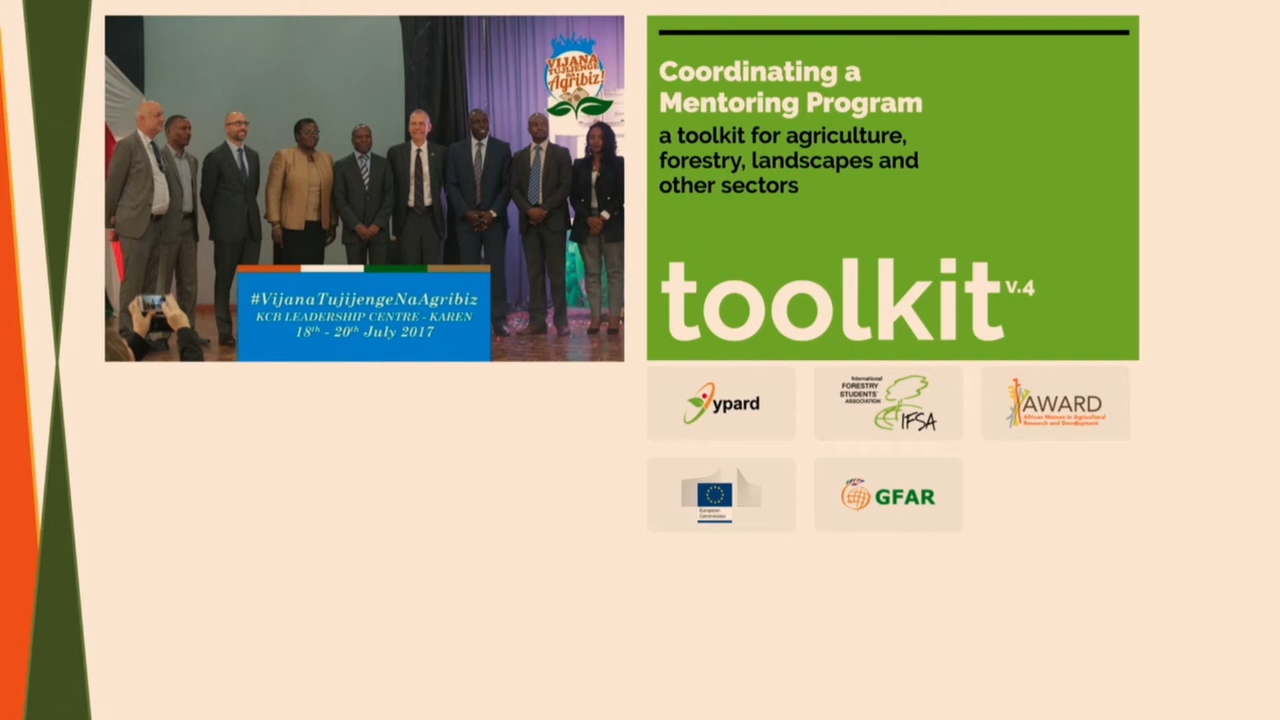 VIJANA
TUJIJENGE
NA
Agribiz!
#VijanaTujijengeNaAgribiz
KCB LEADERSHIP CENTRE - KAREN
18th - 20th July 2017
Coordinating a
Mentoring Program
a toolkit for agriculture,
forestry, landscapes and
other sectors
toolkit v.4
ypard
International
FORESTRY
STUDENTS'
ASSOCIATION
IFSA
AWARD
African Women in Agricultural
Research and Development
European
Commission
GFAR